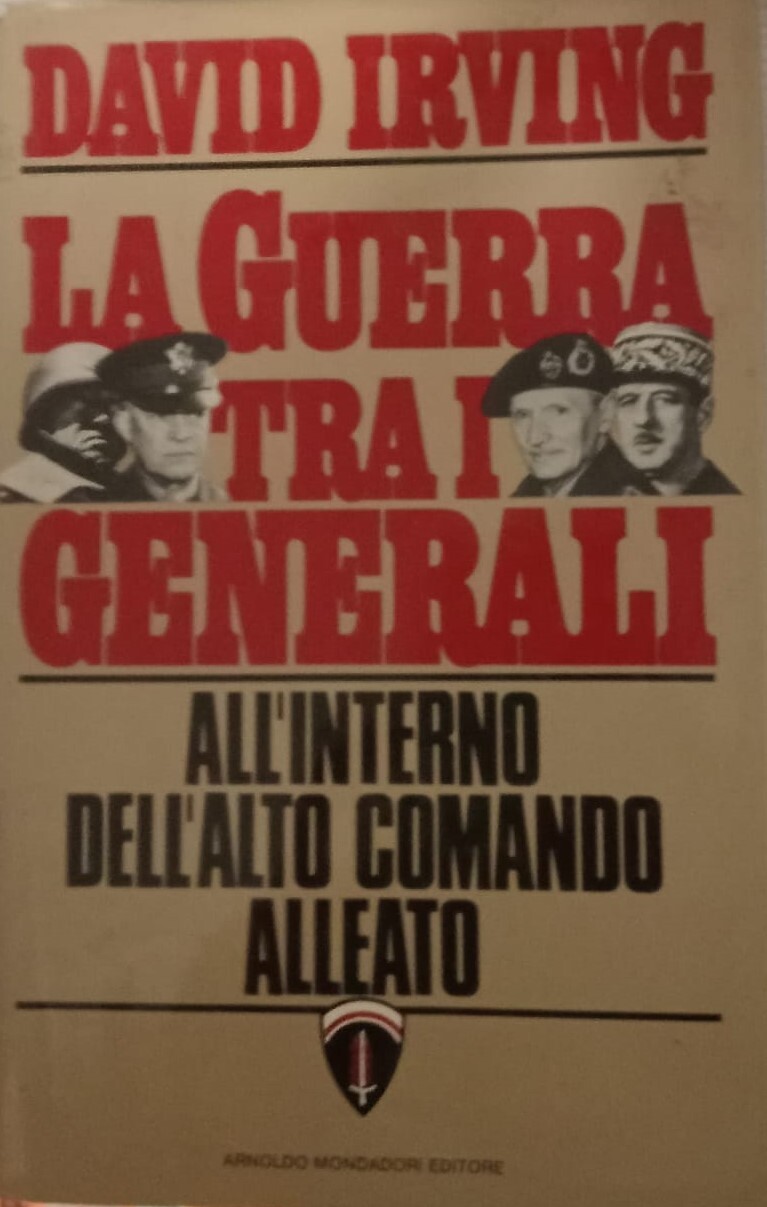 DAVID IRVING
LA GUERRA
TRA I
GENERALI
ALL'INTERNO
DELL'ALTO COMANDO
ALLEATO
ARNOLDO MONDADORI EDITORE